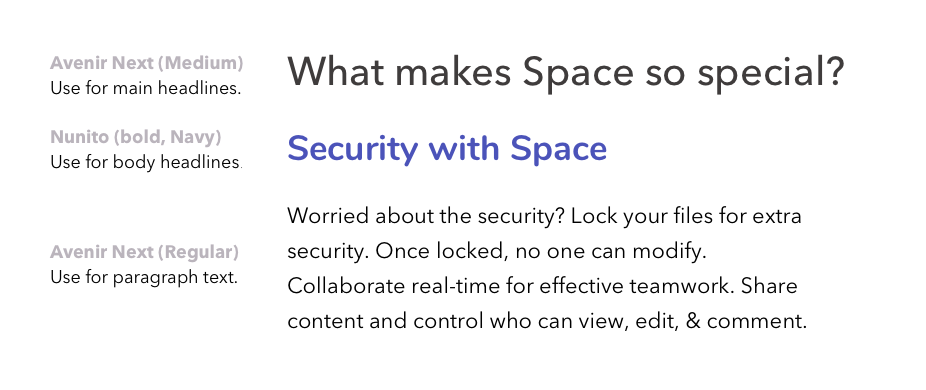 Avenir Next (Medium)
Use for main headlines.
What makes Space so special?
Nunito (bold, Navy)
Use for body headlines.
Security with Space
Avenir Next (Regular)
Use for paragraph text.
Worried about the security? Lock your files for extra
security. Once locked, no one can modify.
Collaborate real-time for effective teamwork. Share
content and control who can view, edit, & comment.